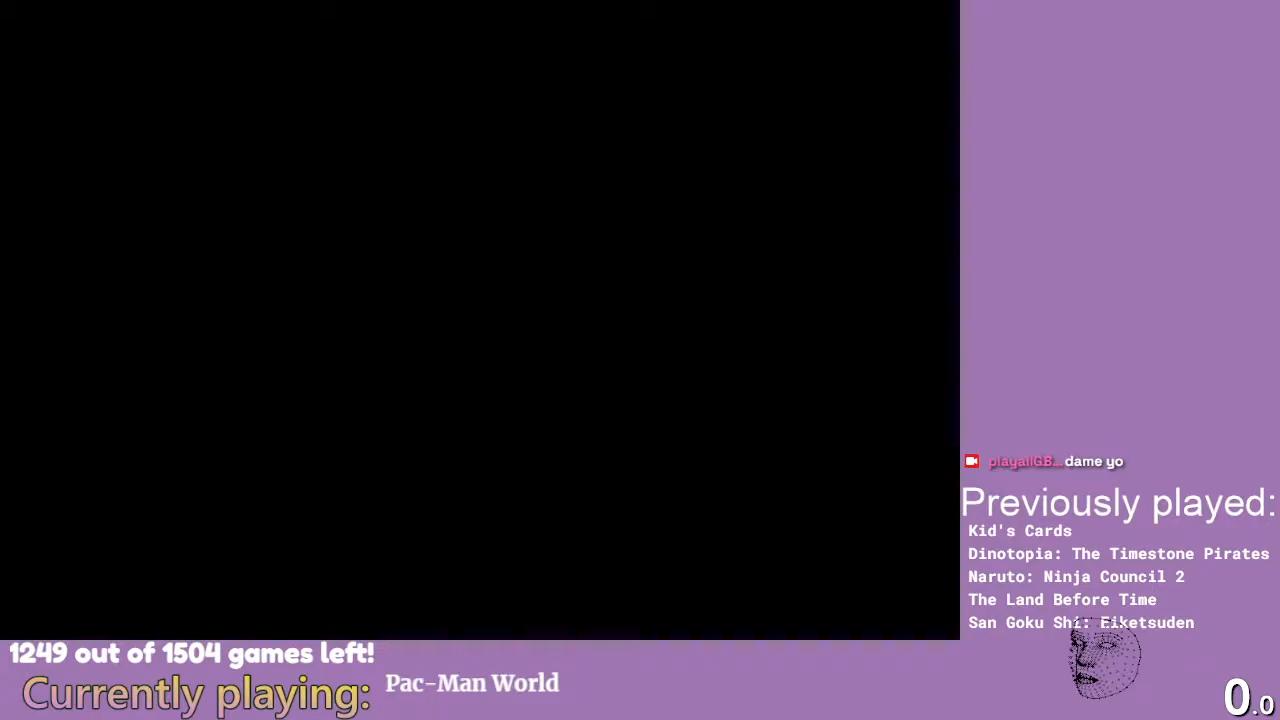 playallGB... dame yo
Previously played:
Kid's Cards
Dinotopia: The Timestone Pirates
Naruto: Ninja Council 2
The Land Before Time
San Goku Shi: Eiketsuden
1249 out of 1504 games left!
Currently playing: Pac-Man World
0.0